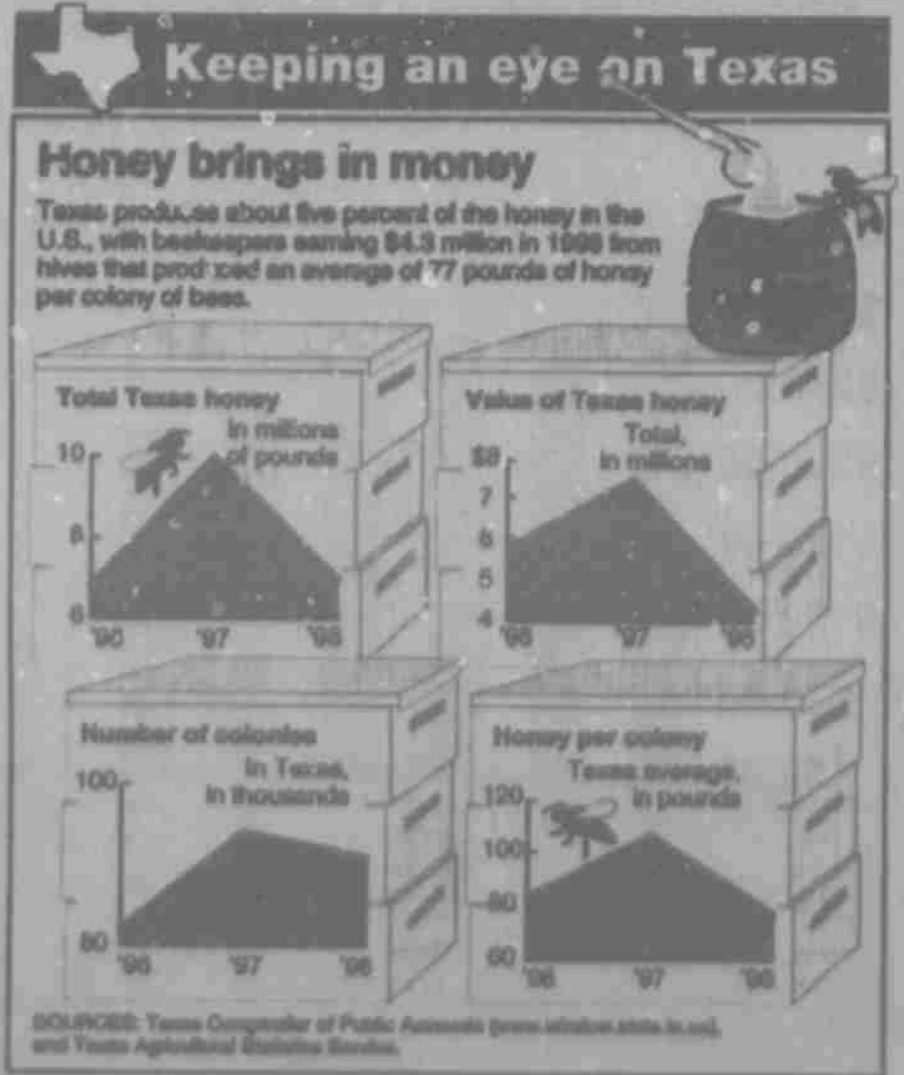 Keeping an eye on Texas
Honey brings in money
Texas produces about five percent of the honey in the
U.S., with beekeepers earning $4.3 million in 1998 from
hives that produced an average of 77 pounds of honey
per colony of bees.
Total Texas honey
In millions
of pounds
10
8
6
'96 '97 '98
Value of Texas honey
Total,
in millions
$8
7
6
5
4
'96 '97 '98
Number of colonies
In Texas,
in thousands
100
80
'96 '97 '98
Honey per colony
Texas average,
in pounds
120
100
80
60
'96 '97 '98
SOURCES: Texas Comptroller of Public Accounts (www.window.state.tx.us),
and Texas Agricultural Statistics Service.